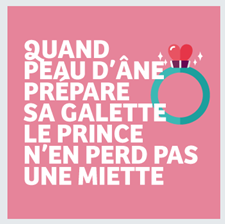 QUAND
PEAU D'ÂNE
PRÉPARE
SA GALETTE
LE PRINCE
N'EN PERD PAS
UNE MIETTE